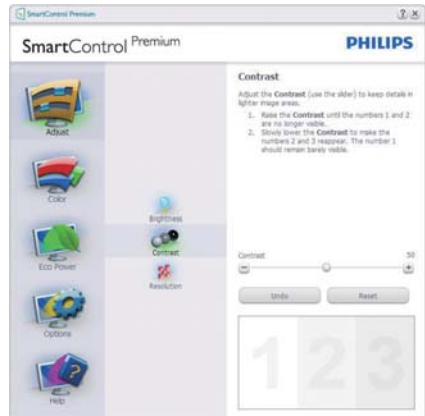 SmartControl Premium
SmartControl Premium
PHILIPS
Adjust
Color
Eco Power
Options
Help
Brightness
Contrast
Resolution
Contrast
Adjust the Contrast (use the slider) to keep details in
lighter image areas.
1. Raise the Contrast until the numbers 1 and 2
are no longer visible.
2. Slowly lower the Contrast to make the
numbers 2 and 3 reappear. The number 1
should remain barely visible.
Contrast
50
Undo
Reset
1 2 3